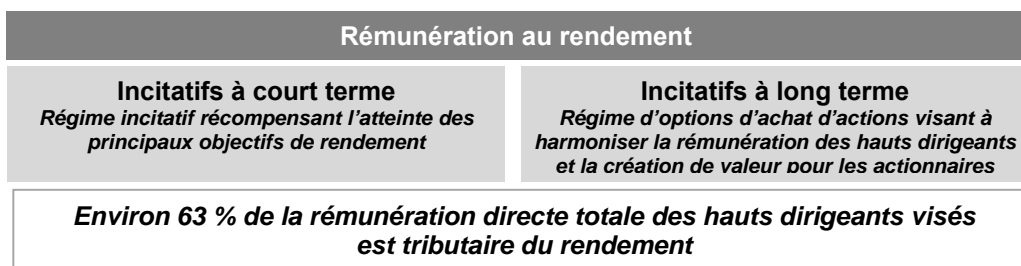 Rémunération au rendement
Incitatifs à court terme
Régime incitatif récompensant l’atteinte des
principaux objectifs de rendement
Incitatifs à long terme
Régime d’options d’achat d’actions visant à
harmoniser la rémunération des hauts dirigeants
et la création de valeur pour les actionnaires
Environ 63 % de la rémunération directe totale des hauts dirigeants visés
est tributaire du rendement